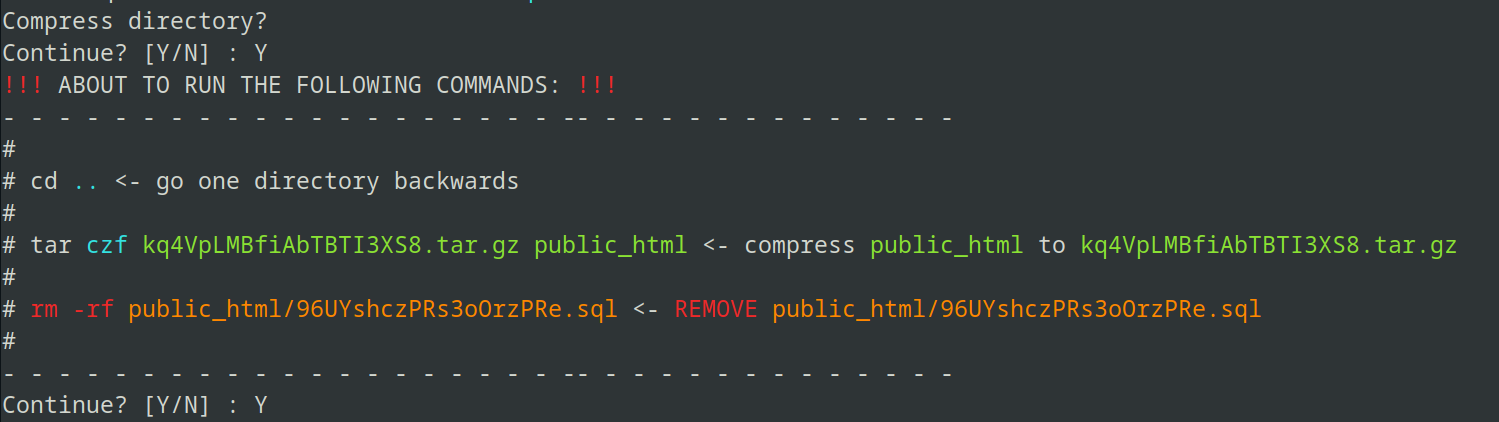 Compress directory?
Continue? [Y/N] : Y
!!! ABOUT TO RUN THE FOLLOWING COMMANDS: !!!
- - - - - - - - - - - - - - - - - - - - -- - - - - - - - - - - - - -
#
# cd .. <- go one directory backwards
#
# tar czf kq4VpLMBfiAbTBTI3XS8.tar.gz public_html <- compress public_html to kq4VpLMBfiAbTBTI3XS8.tar.gz
#
# rm -rf public_html/96UYshczPRs3oOrzPRe.sql <- REMOVE public_html/96UYshczPRs3oOrzPRe.sql
#
- - - - - - - - - - - - - - - - - - - - -- - - - - - - - - - - - - -
Continue? [Y/N] : Y